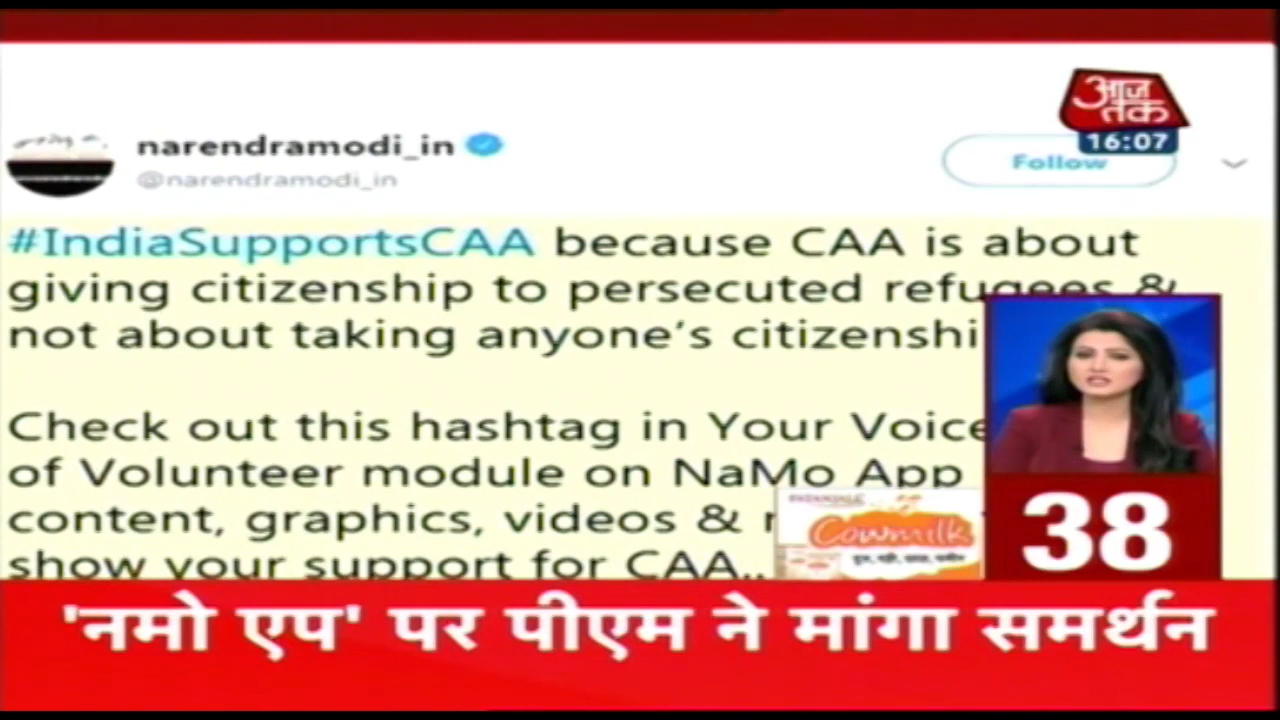 आज
तक
16:07
narendramodi_in
@narendramodi_in
Follow
#IndiaSupportsCAA because CAA is about
giving citizenship to persecuted refugees &
not about taking anyone's citizenshi
Check out this hashtag in Your Voice
of Volunteer module on NaMo App
content, graphics, videos &
show your support for CAA..
Cowmilk
38
'नमो एप' पर पीएम ने मांगा समर्थन